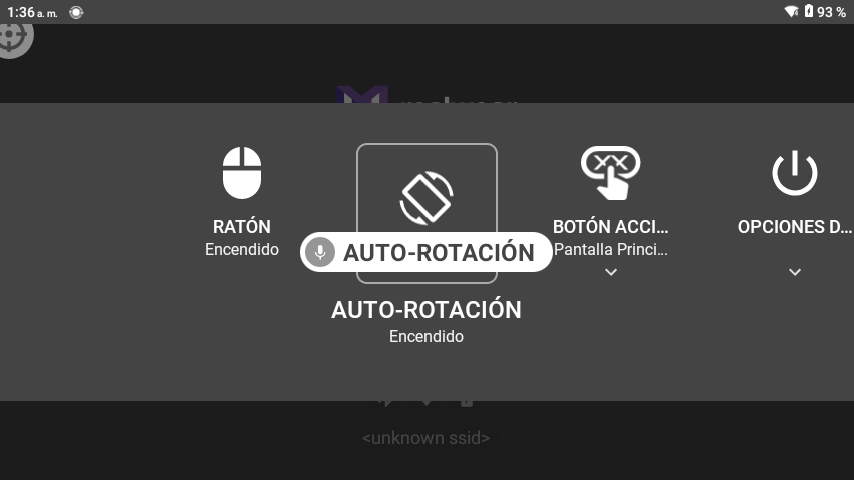 1:36 a. m.
93 %
RATÓN
Encendido
AUTO-ROTACIÓN
AUTO-ROTACIÓN
Encendido
BOTÓN ACCI...
Pantalla Princi...
OPCIONES D...
<unknown ssid>